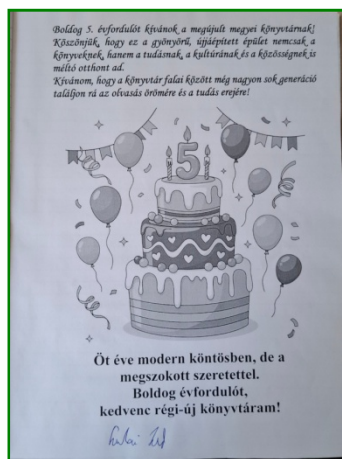 Boldog 5. évfordulót kívánok a megújult megyei könyvtárnak!
Köszönjük, hogy ez a gyönyörű, újjáépített épület nemcsak a
könyveknek, hanem a tudásnak, a kultúrának és a közösségnek is
méltó otthont ad.
Kívánom, hogy a könyvtár falai között még nagyon sok generáció
találjon rá az olvasás örömére és a tudás erejére!
5
Öt éve modern köntösben, de a
megszokott szeretettel.
Boldog évfordulót,
kedvenc régi-új könyvtáram!